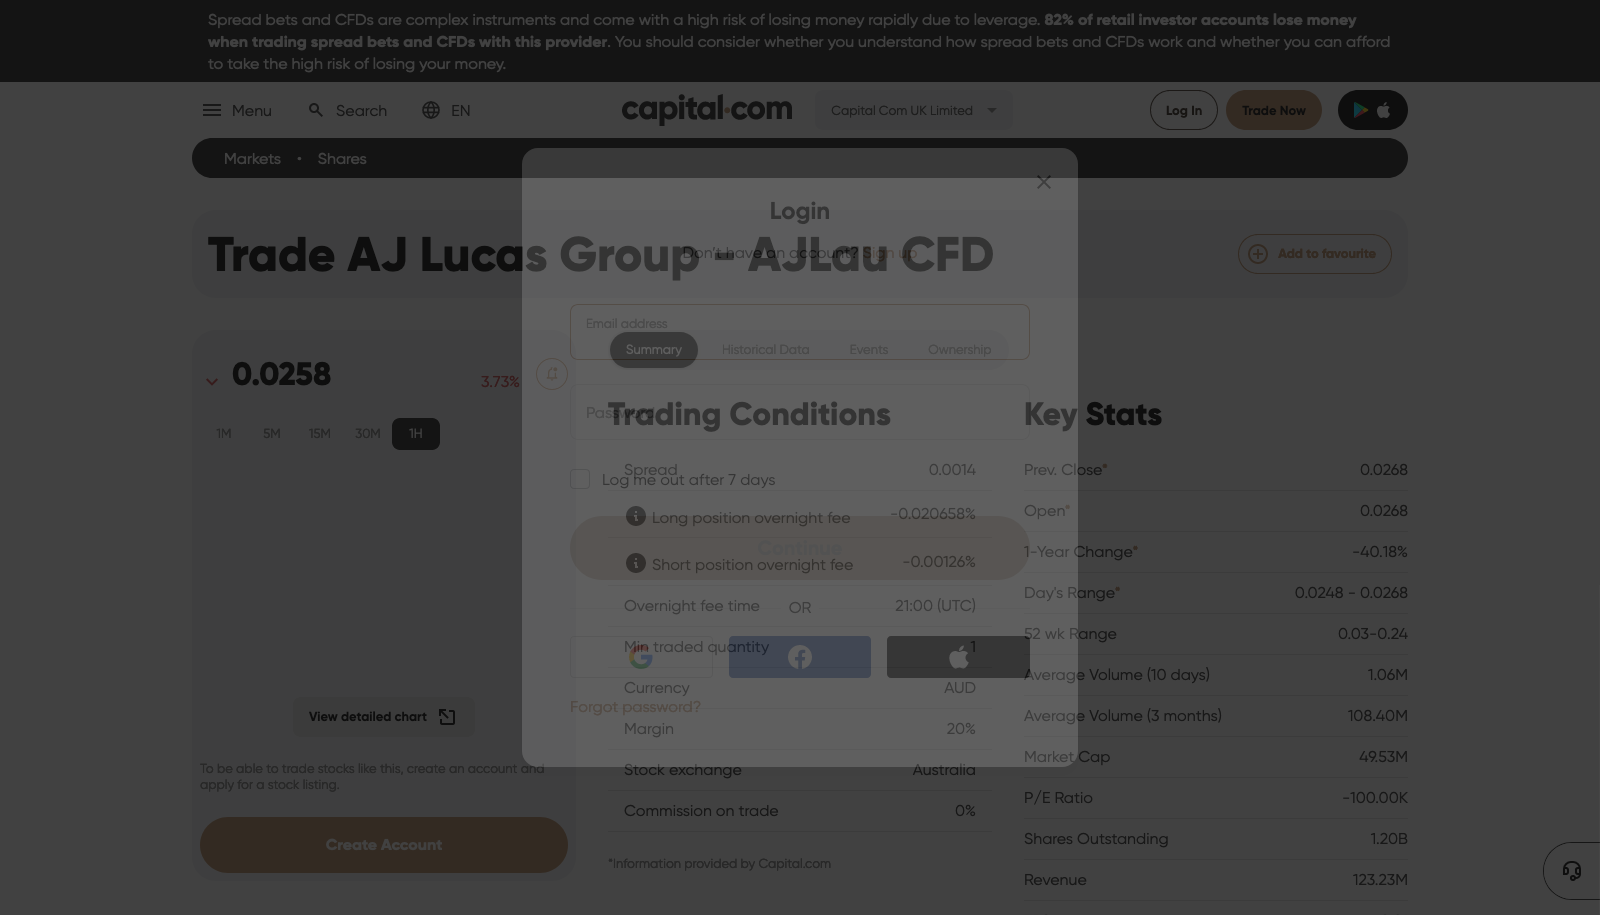 Spread bets and CFDs are complex instruments and come with a high risk of losing money rapidly due to leverage. 82% of retail investor accounts lose money
when trading spread bets and CFDs with this provider. You should consider whether you understand how spread bets and CFDs work and whether you can afford
to take the high risk of losing your money.
Menu
Search
EN
capital.com
Capital Com UK Limited
Log In
Trade Now
Markets • Shares
Login
Don't have an account? Sign up
Trade AJ Lucas Group - AJLau CFD
Add to favourite
Email address
Summary
Historical Data
Events
Ownership
0.0258
3.73%
1M
5M
15M
30M
1H
Password
Log me out after 7 days
Continue
OR
Forgot password?
View detailed chart
To be able to trade stocks like this, create an account and
apply for a stock listing.
Create Account
Trading Conditions
Spread 0.0014
Long position overnight fee -0.020658%
Short position overnight fee -0.00126%
Overnight fee time 21:00 (UTC)
Min traded quantity 1
Currency AUD
Margin 20%
Stock exchange Australia
Commission on trade 0%
*Information provided by Capital.com
Key Stats
Prev. Close* 0.0268
Open* 0.0268
1-Year Change* -40.18%
Day's Range* 0.0248 - 0.0268
52 wk Range 0.03-0.24
Average Volume (10 days) 1.06M
Average Volume (3 months) 108.40M
Market Cap 49.53M
P/E Ratio -100.00K
Shares Outstanding 1.20B
Revenue 123.23M